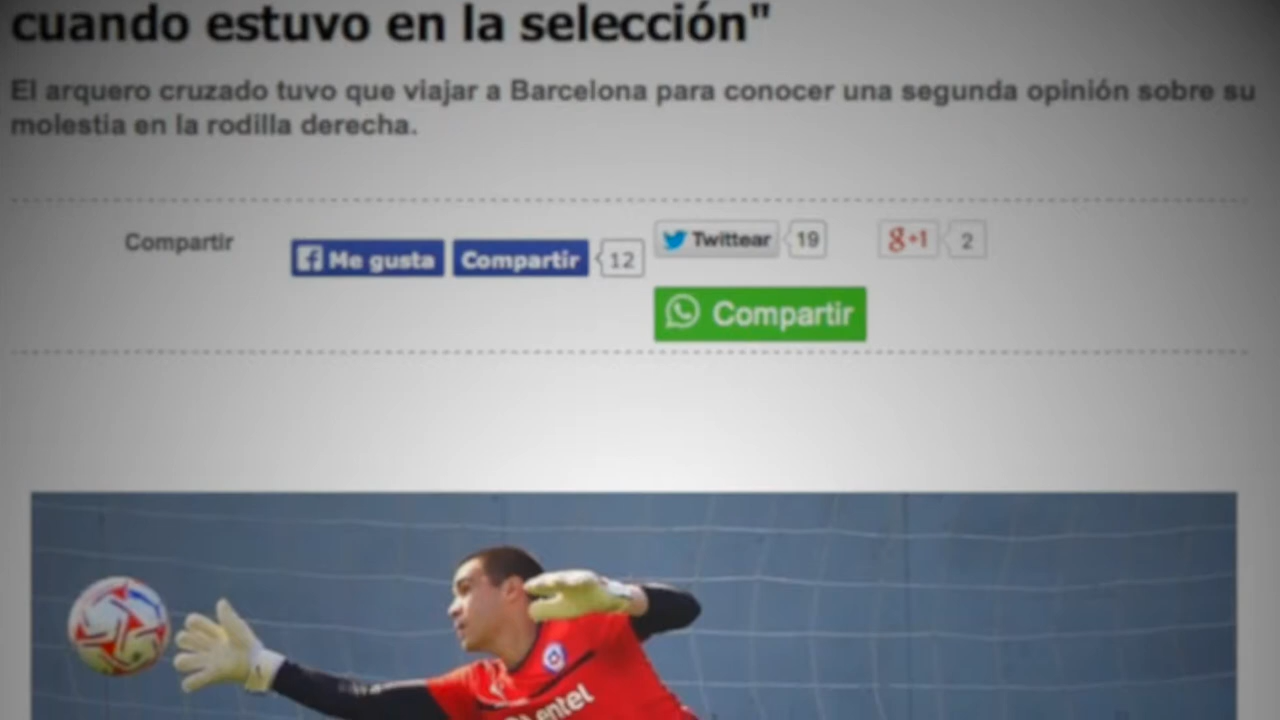 cuando estuvo en la selección"
El arquero cruzado tuvo que viajar a Barcelona para conocer una segunda opinión sobre su
molestia en la rodilla derecha.
Compartir
Me gusta Compartir 12
Twittear 19
g+1 2
Compartir
entel